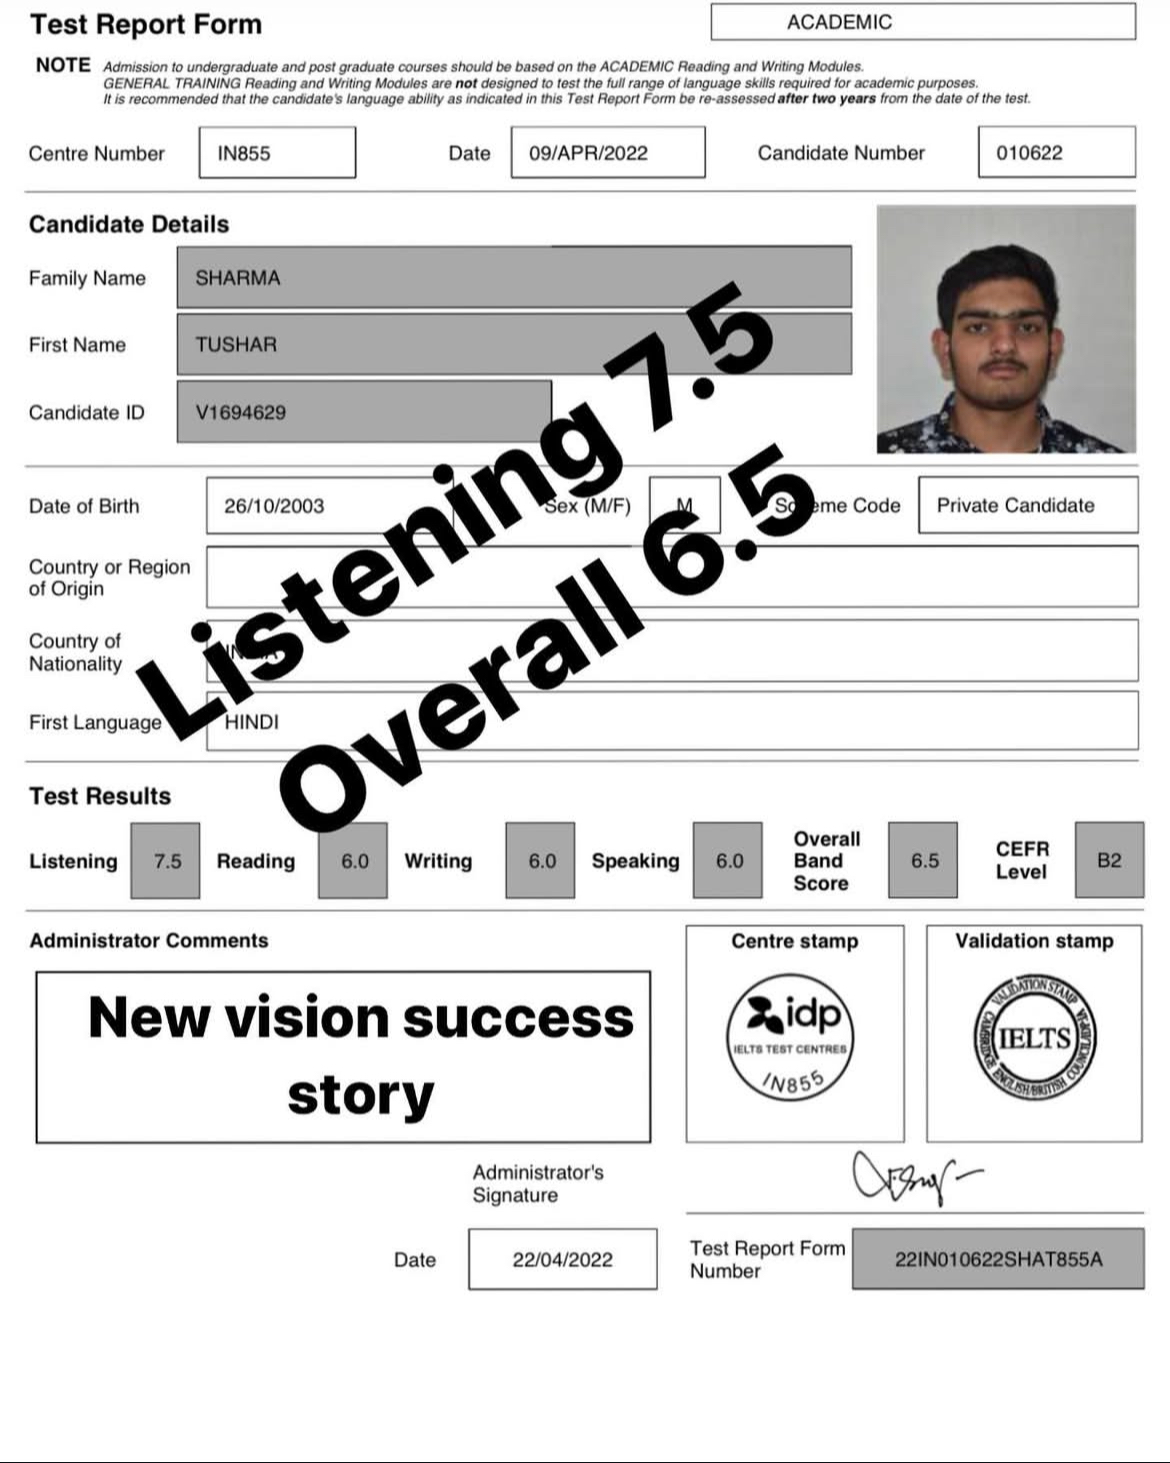 Test Report Form
ACADEMIC
NOTE Admission to undergraduate and post graduate courses should be based on the ACADEMIC Reading and Writing Modules.
GENERAL TRAINING Reading and Writing Modules are not designed to test the full range of language skills required for academic purposes.
It is recommended that the candidate's language ability as indicated in this Test Report Form be re-assessed after two years from the date of the test.
Centre Number IN855 Date 09/APR/2022 Candidate Number 010622
Candidate Details
Family Name SHARMA
First Name TUSHAR
Candidate ID V1694629
Listening 7.5
Overall 6.5
Date of Birth 26/10/2003 Sex (M/F) M Scheme Code Private Candidate
Country or Region
of Origin
Country of
Nationality
First Language HINDI
Test Results
Listening 7.5 Reading 6.0 Writing 6.0 Speaking 6.0 Overall Band Score 6.5 CEFR Level B2
Administrator Comments
New vision success
story
Centre stamp
idp
IELTS TEST CENTRES
IN855
Validation stamp
VALIDATION STAMP
IELTS
Administrator's
Signature
Date 22/04/2022
Test Report Form
Number 22IN010622SHAT855A